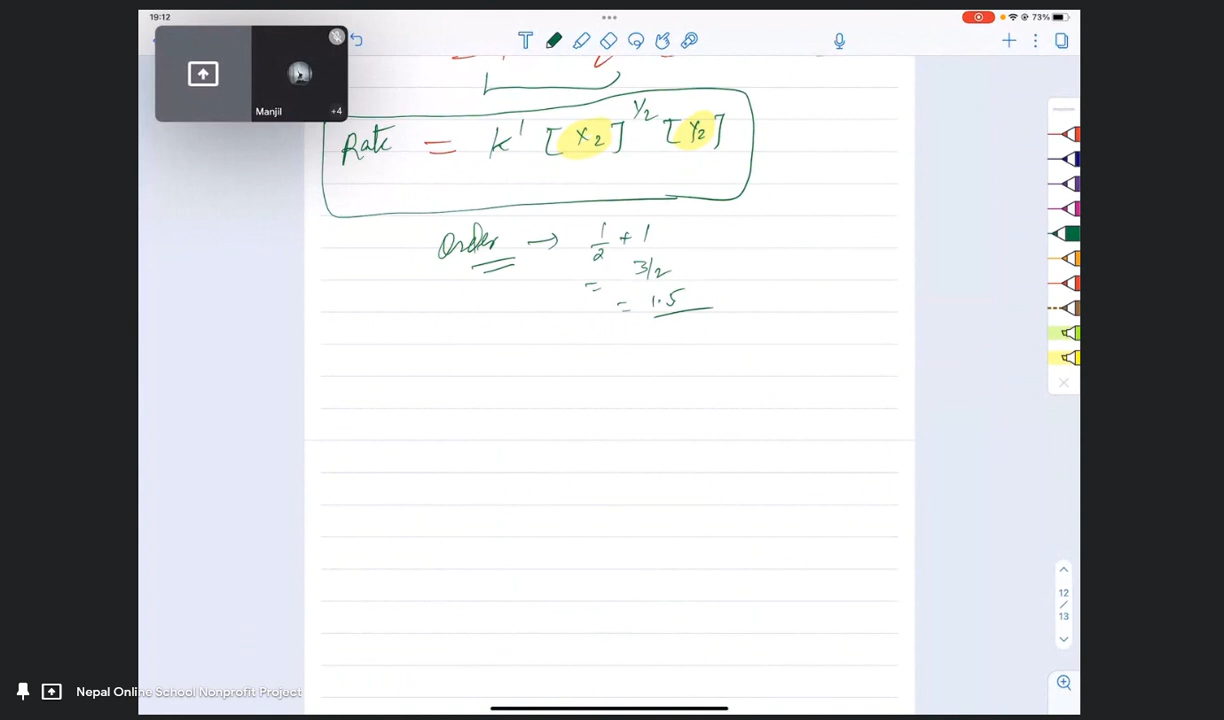 19:12
73%
Manjil
+4
Rate = k' [X₂]^1/2 [Y₂]
Order → 1/2 + 1
= 3/2
= 1.5
12
/
13
Nepal Online School Nonprofit Project